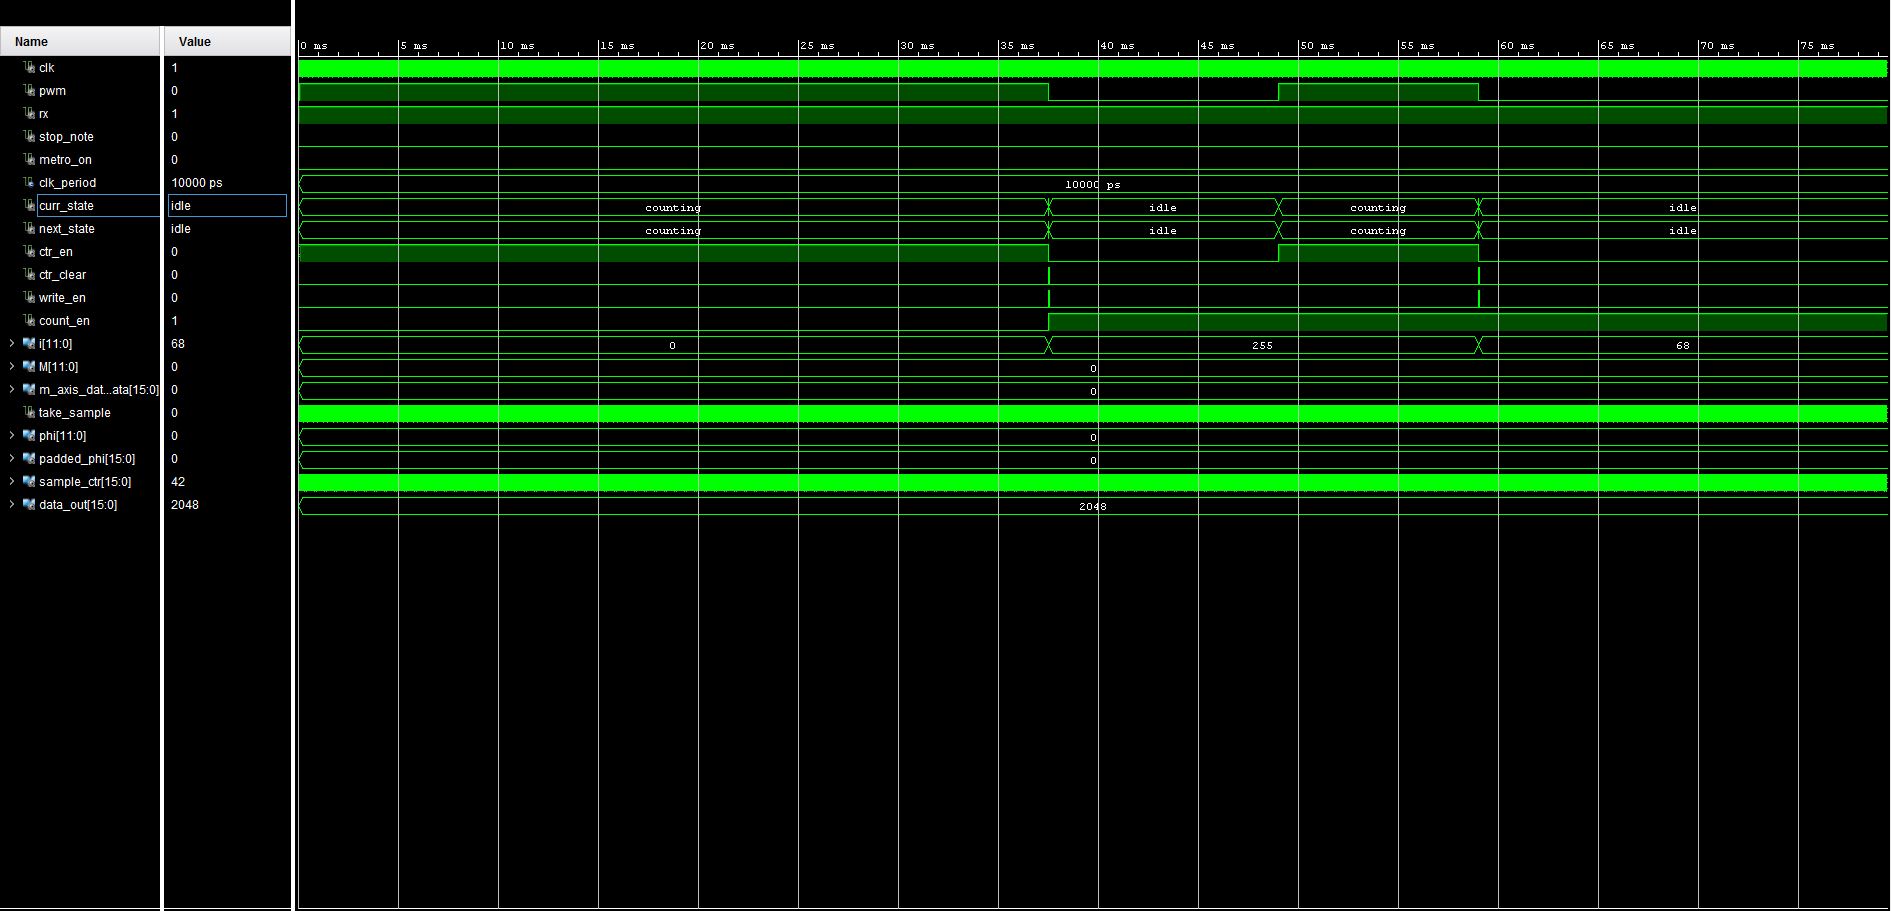 Name Value
0 ms 5 ms 10 ms 15 ms 20 ms 25 ms 30 ms 35 ms 40 ms 45 ms 50 ms 55 ms 60 ms 65 ms 70 ms 75 ms
clk 1
pwm 0
rx 1
stop_note 0
metro_on 0
clk_period 10000 ps 10000 ps
curr_state idle counting idle counting idle
next_state idle counting idle counting idle
ctr_en 0
ctr_clear 0
write_en 0
count_en 1
i[11:0] 68 0 255 68
M[11:0] 0 0
m_axis_dat...ata[15:0] 0 0
take_sample 0
phi[11:0] 0 0
padded_phi[15:0] 0 0
sample_ctr[15:0] 42
data_out[15:0] 2048 2048